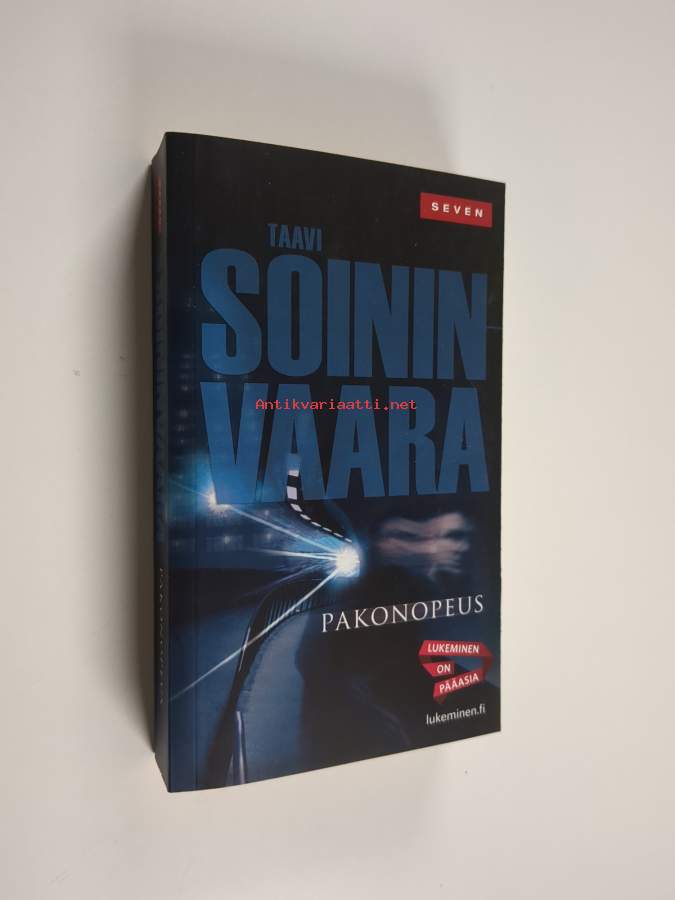 SEVEN
TAAVI
SOININ
VAARA
Antikvariaatti.net
PAKONOPEUS
LUKEMINEN
ON
PÄÄASIA
lukeminen.fi